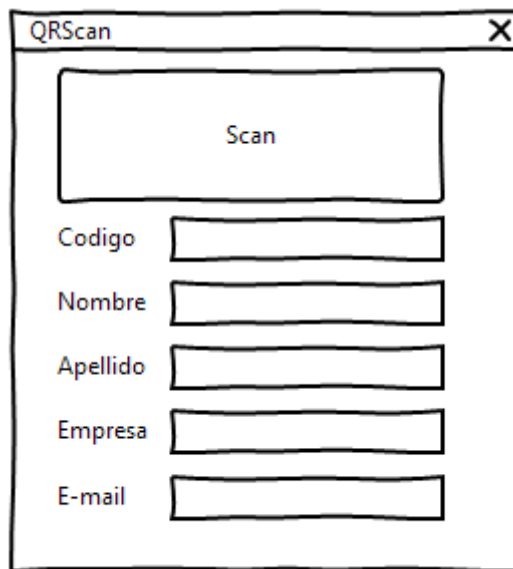 QRScan
Scan
Codigo
Nombre
Apellido
Empresa
E-mail